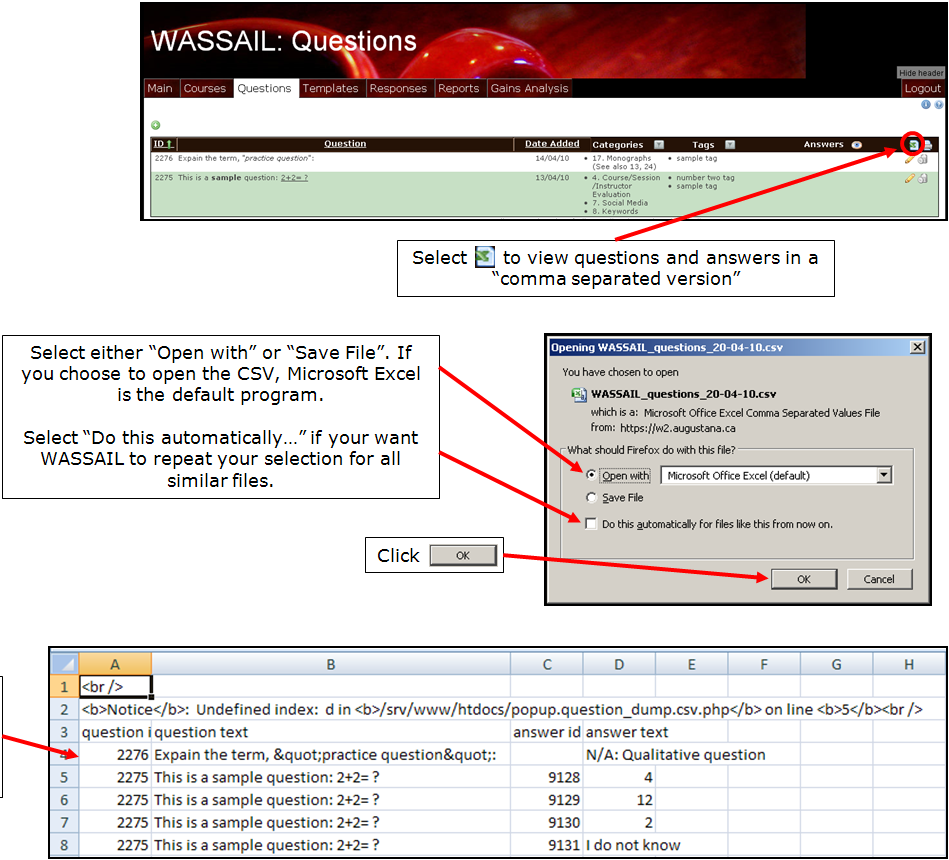 WASSAIL: Questions
Hide header
Main Courses Questions Templates Responses Reports Gains Analysis Logout
ID Question Date Added Categories Tags Answers
2276 Expain the term, "practice question": 14/04/10 • 17. Monographs • sample tag
(See also 13, 24)
2275 This is a sample question: 2+2= ? 13/04/10 • 4. Course/Session • number two tag
/Instructor • sample tag
Evaluation
• 7. Social Media
• 8. Keywords
Select to view questions and answers in a
“comma separated version”
Select either “Open with” or “Save File”. If
you choose to open the CSV, Microsoft Excel
is the default program.
Select “Do this automatically…” if your want
WASSAIL to repeat your selection for all
similar files.
Opening WASSAIL_questions_20-04-10.csv
You have chosen to open
WASSAIL_questions_20-04-10.csv
which is a: Microsoft Office Excel Comma Separated Values File
from: https://w2.augustana.ca
What should Firefox do with this file?
Open with Microsoft Office Excel (default)
Save File
Do this automatically for files like this from now on.
OK Cancel
Click OK
A B C D E F G H
1 <br />
2 <b>Notice</b>: Undefined index: d in <b>/srv/www/htdocs/popup.question_dump.csv.php</b> on line <b>5</b><br />
3 question i question text answer id answer text
4 2276 Expain the term, &quot;practice question&quot;: N/A: Qualitative question
5 2275 This is a sample question: 2+2= ? 9128 4
6 2275 This is a sample question: 2+2= ? 9129 12
7 2275 This is a sample question: 2+2= ? 9130 2
8 2275 This is a sample question: 2+2= ? 9131 I do not know